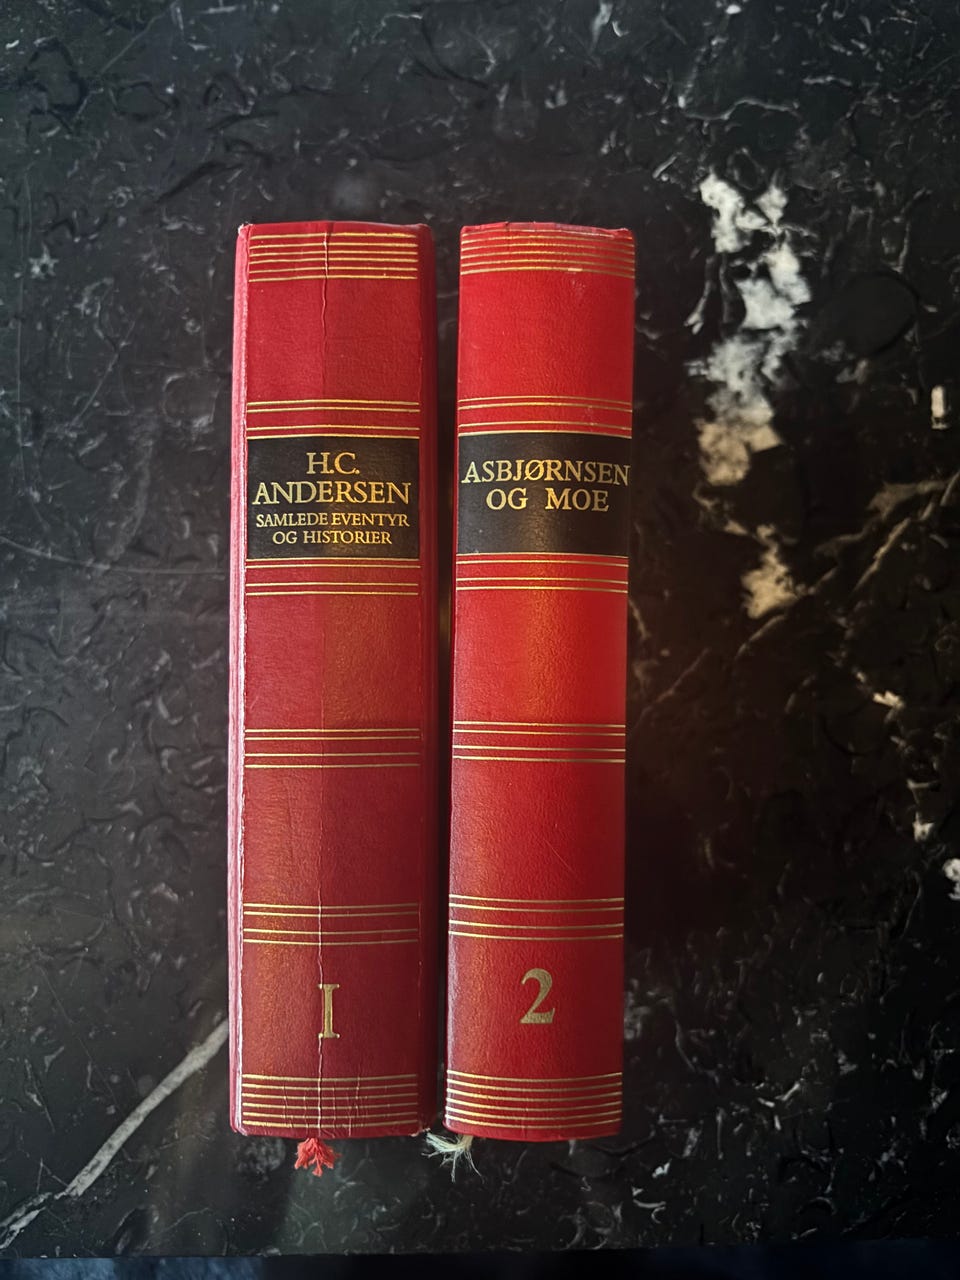 H.C.
ANDERSEN
SAMLEDE EVENTYR
OG HISTORIER
I
ASBJØRNSEN
OG MOE
2